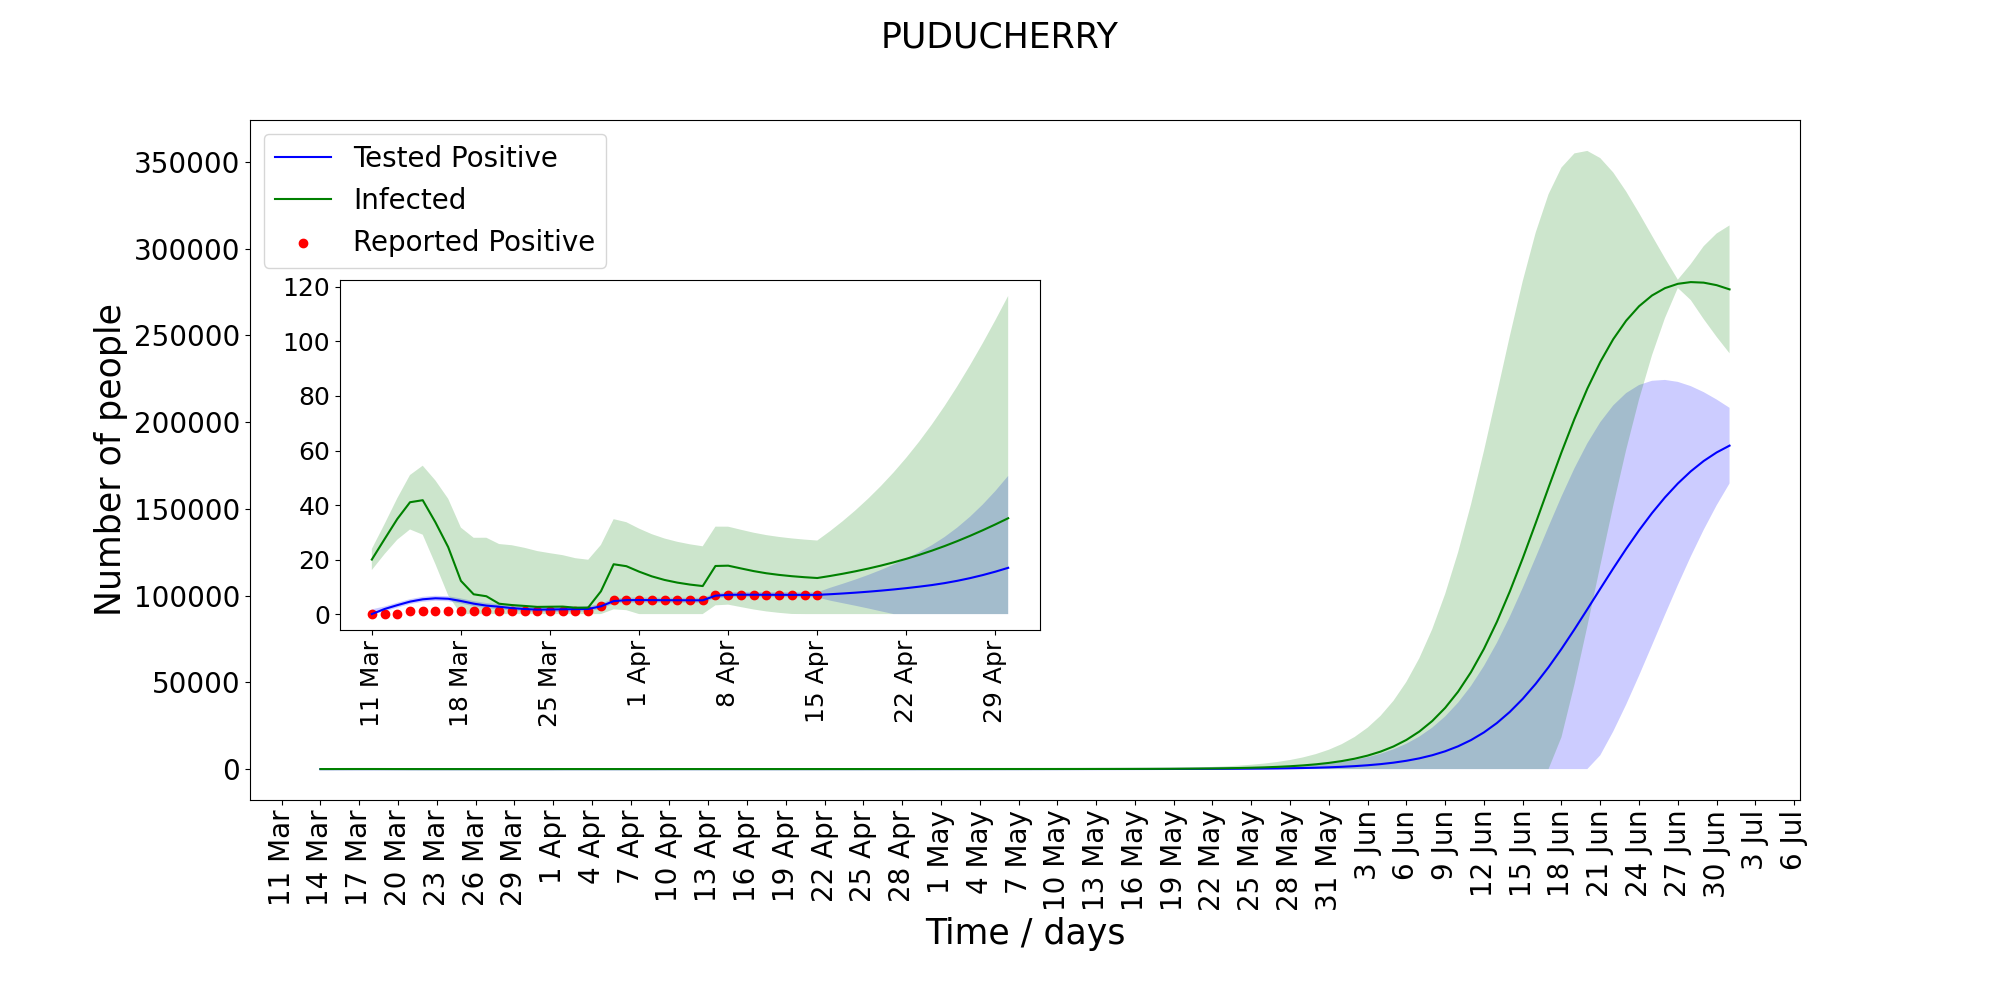 PUDUCHERRY
Tested Positive
Infected
Reported Positive
Number of people
350000
300000
250000
200000
150000
100000
50000
0
120
100
80
60
40
20
0
11 Mar
18 Mar
25 Mar
1 Apr
8 Apr
15 Apr
22 Apr
29 Apr
11 Mar
14 Mar
17 Mar
20 Mar
23 Mar
26 Mar
29 Mar
1 Apr
4 Apr
7 Apr
10 Apr
13 Apr
16 Apr
19 Apr
22 Apr
25 Apr
28 Apr
1 May
4 May
7 May
10 May
13 May
16 May
19 May
22 May
25 May
28 May
31 May
3 Jun
6 Jun
9 Jun
12 Jun
15 Jun
18 Jun
21 Jun
24 Jun
27 Jun
30 Jun
3 Jul
6 Jul
Time / days